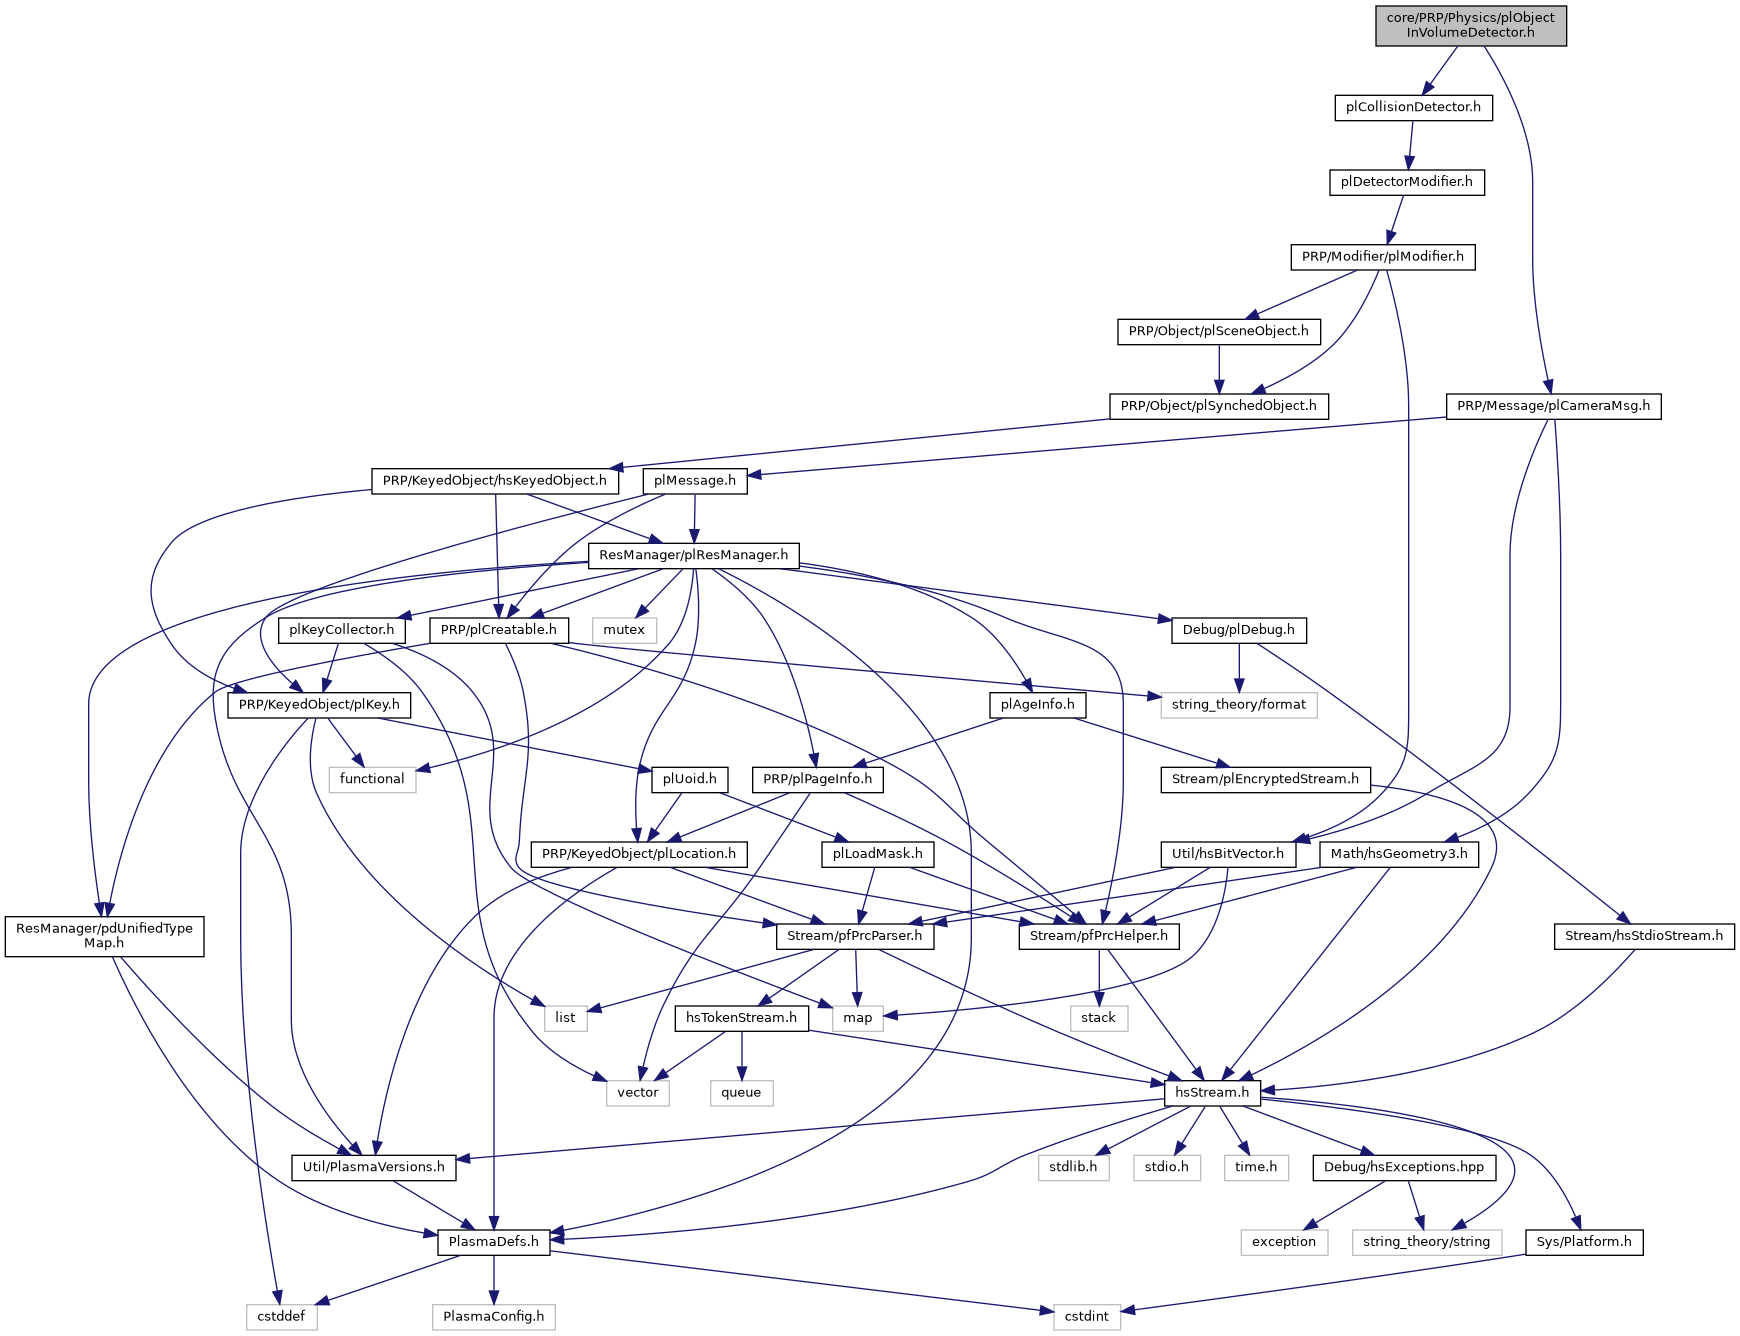 core/PRP/Physics/plObject
InVolumeDetector.h
plCollisionDetector.h
plDetectorModifier.h
PRP/Modifier/plModifier.h
PRP/Object/plSceneObject.h
PRP/Object/plSynchedObject.h
PRP/Message/plCameraMsg.h
PRP/KeyedObject/hsKeyedObject.h
plMessage.h
ResManager/plResManager.h
plKeyCollector.h
PRP/plCreatable.h
mutex
Debug/plDebug.h
PRP/KeyedObject/plKey.h
plAgeInfo.h
string_theory/format
functional
plUoid.h
PRP/plPageInfo.h
Stream/plEncryptedStream.h
PRP/KeyedObject/plLocation.h
plLoadMask.h
Util/hsBitVector.h
Math/hsGeometry3.h
ResManager/pdUnifiedType
Map.h
Stream/pfPrcParser.h
Stream/pfPrcHelper.h
Stream/hsStdioStream.h
list
hsTokenStream.h
map
stack
vector
queue
hsStream.h
Util/PlasmaVersions.h
stdlib.h
stdio.h
time.h
Debug/hsExceptions.hpp
PlasmaDefs.h
exception
string_theory/string
Sys/Platform.h
cstddef
PlasmaConfig.h
cstdint